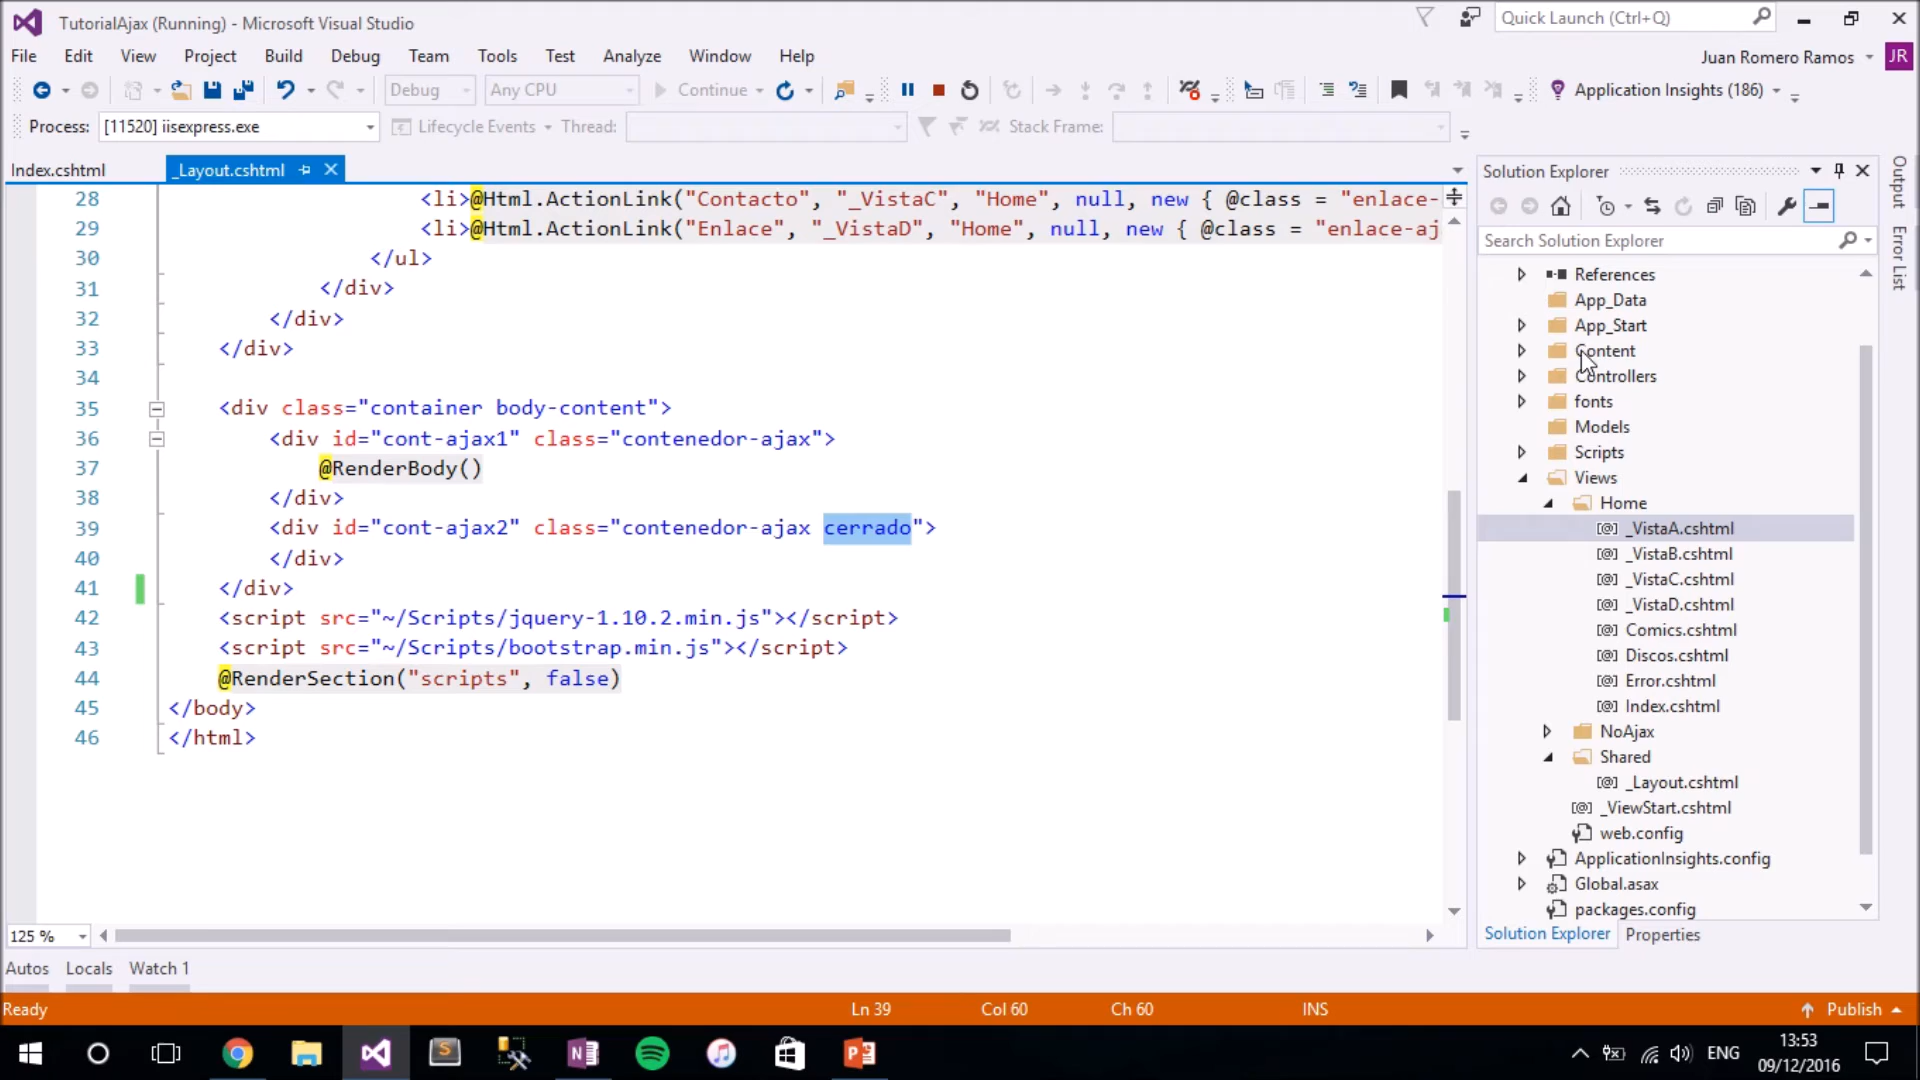 TutorialAjax (Running) - Microsoft Visual Studio
Quick Launch (Ctrl+Q)
File Edit View Project Build Debug Team Tools Test Analyze Window Help
Juan Romero Ramos JR
Debug Any CPU Continue Application Insights (186)
Process: [11520] iisexpress.exe Lifecycle Events Thread: Stack Frame:
Index.cshtml _Layout.cshtml
28 <li>@Html.ActionLink("Contacto", "_VistaC", "Home", null, new { @class = "enlace-
29 <li>@Html.ActionLink("Enlace", "_VistaD", "Home", null, new { @class = "enlace-aj
30 </ul>
31 </div>
32 </div>
33 </div>
34
35 <div class="container body-content">
36 <div id="cont-ajax1" class="contenedor-ajax">
37 @RenderBody()
38 </div>
39 <div id="cont-ajax2" class="contenedor-ajax cerrado">
40 </div>
41 </div>
42 <script src="~/Scripts/jquery-1.10.2.min.js"></script>
43 <script src="~/Scripts/bootstrap.min.js"></script>
44 @RenderSection("scripts", false)
45 </body>
46 </html>
125 %
Solution Explorer
Search Solution Explorer
References
App_Data
App_Start
Content
Controllers
fonts
Models
Scripts
Views
Home
_VistaA.cshtml
_VistaB.cshtml
_VistaC.cshtml
_VistaD.cshtml
Comics.cshtml
Discos.cshtml
Error.cshtml
Index.cshtml
NoAjax
Shared
_Layout.cshtml
_ViewStart.cshtml
web.config
ApplicationInsights.config
Global.asax
packages.config
Solution Explorer Properties
Output
Error List
Autos Locals Watch 1
Ready Ln 39 Col 60 Ch 60 INS Publish
ENG
13:53
09/12/2016